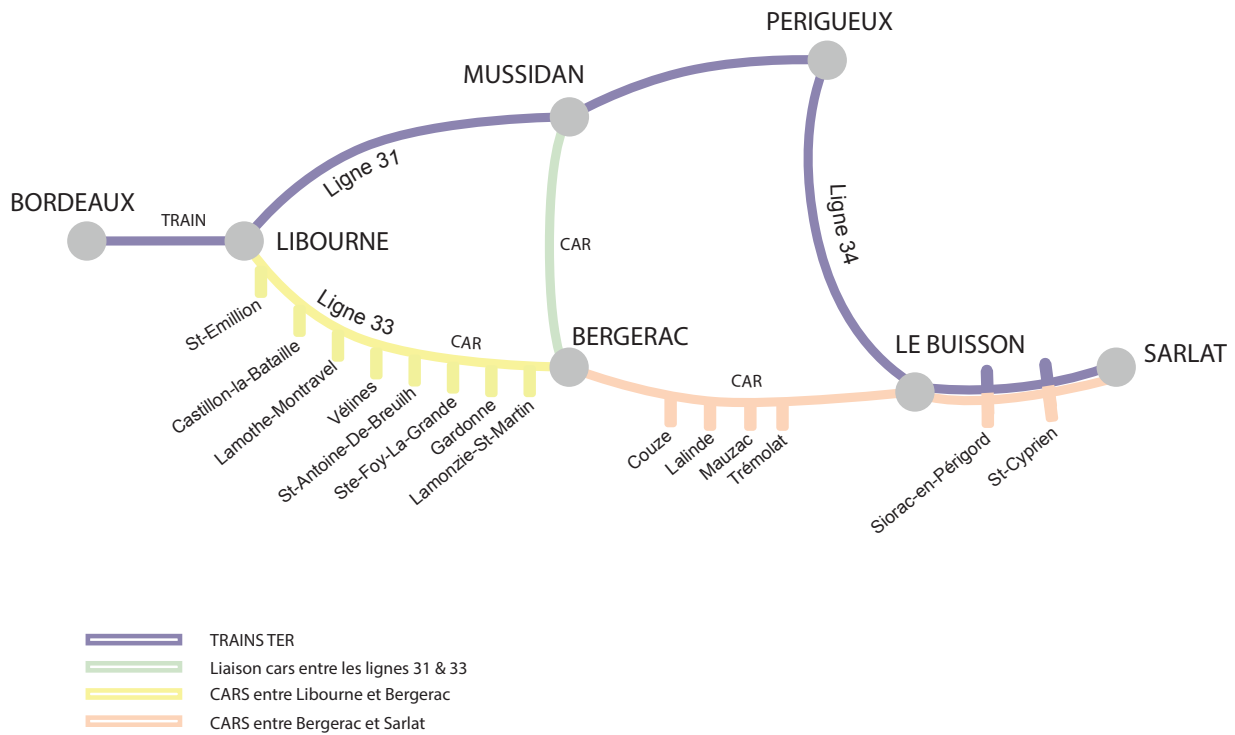 PERIGUEUX
MUSSIDAN
Ligne 31
BORDEAUX
TRAIN
LIBOURNE
CAR
Ligne 34
St-Emillion
Ligne 33
CAR
BERGERAC
LE BUISSON
SARLAT
CAR
Castillon-la-Bataille
Lamothe-Montravel
Vélines
St-Antoine-De-Breuilh
Ste-Foy-La-Grande
Gardonne
Lamonzie-St-Martin
Couze
Lalinde
Mauzac
Trémolat
Siorac-en-Périgord
St-Cyprien
TRAINS TER
Liaison cars entre les lignes 31 & 33
CARS entre Libourne et Bergerac
CARS entre Bergerac et Sarlat